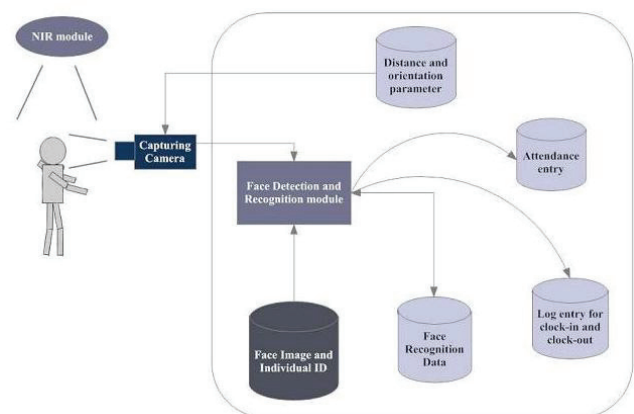 NIR module
Distance and
orientation
parameter
Capturing
Camera
Attendance
entry
Face Detection and
Recognition module
Log entry for
clock-in and
clock-out
Face Image and
Individual ID
Face
Recognition
Data